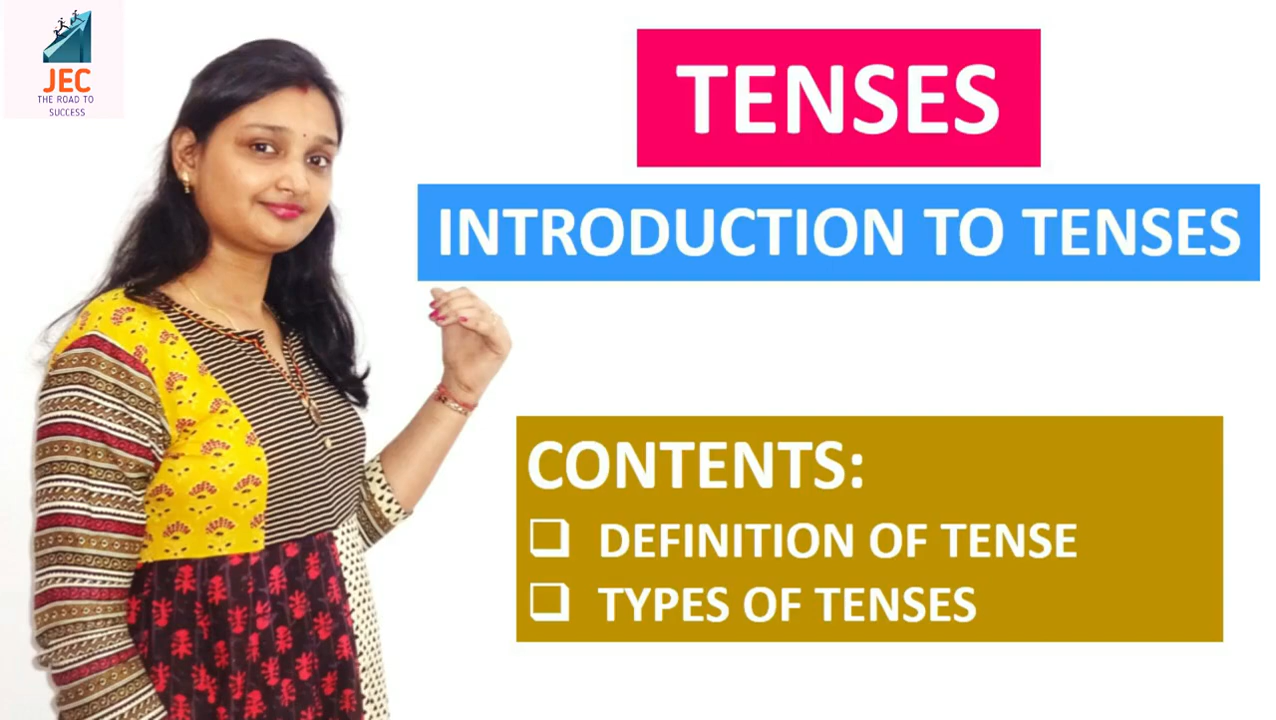 JEC
THE ROAD TO
SUCCESS
TENSES
INTRODUCTION TO TENSES
CONTENTS:
DEFINITION OF TENSE
TYPES OF TENSES